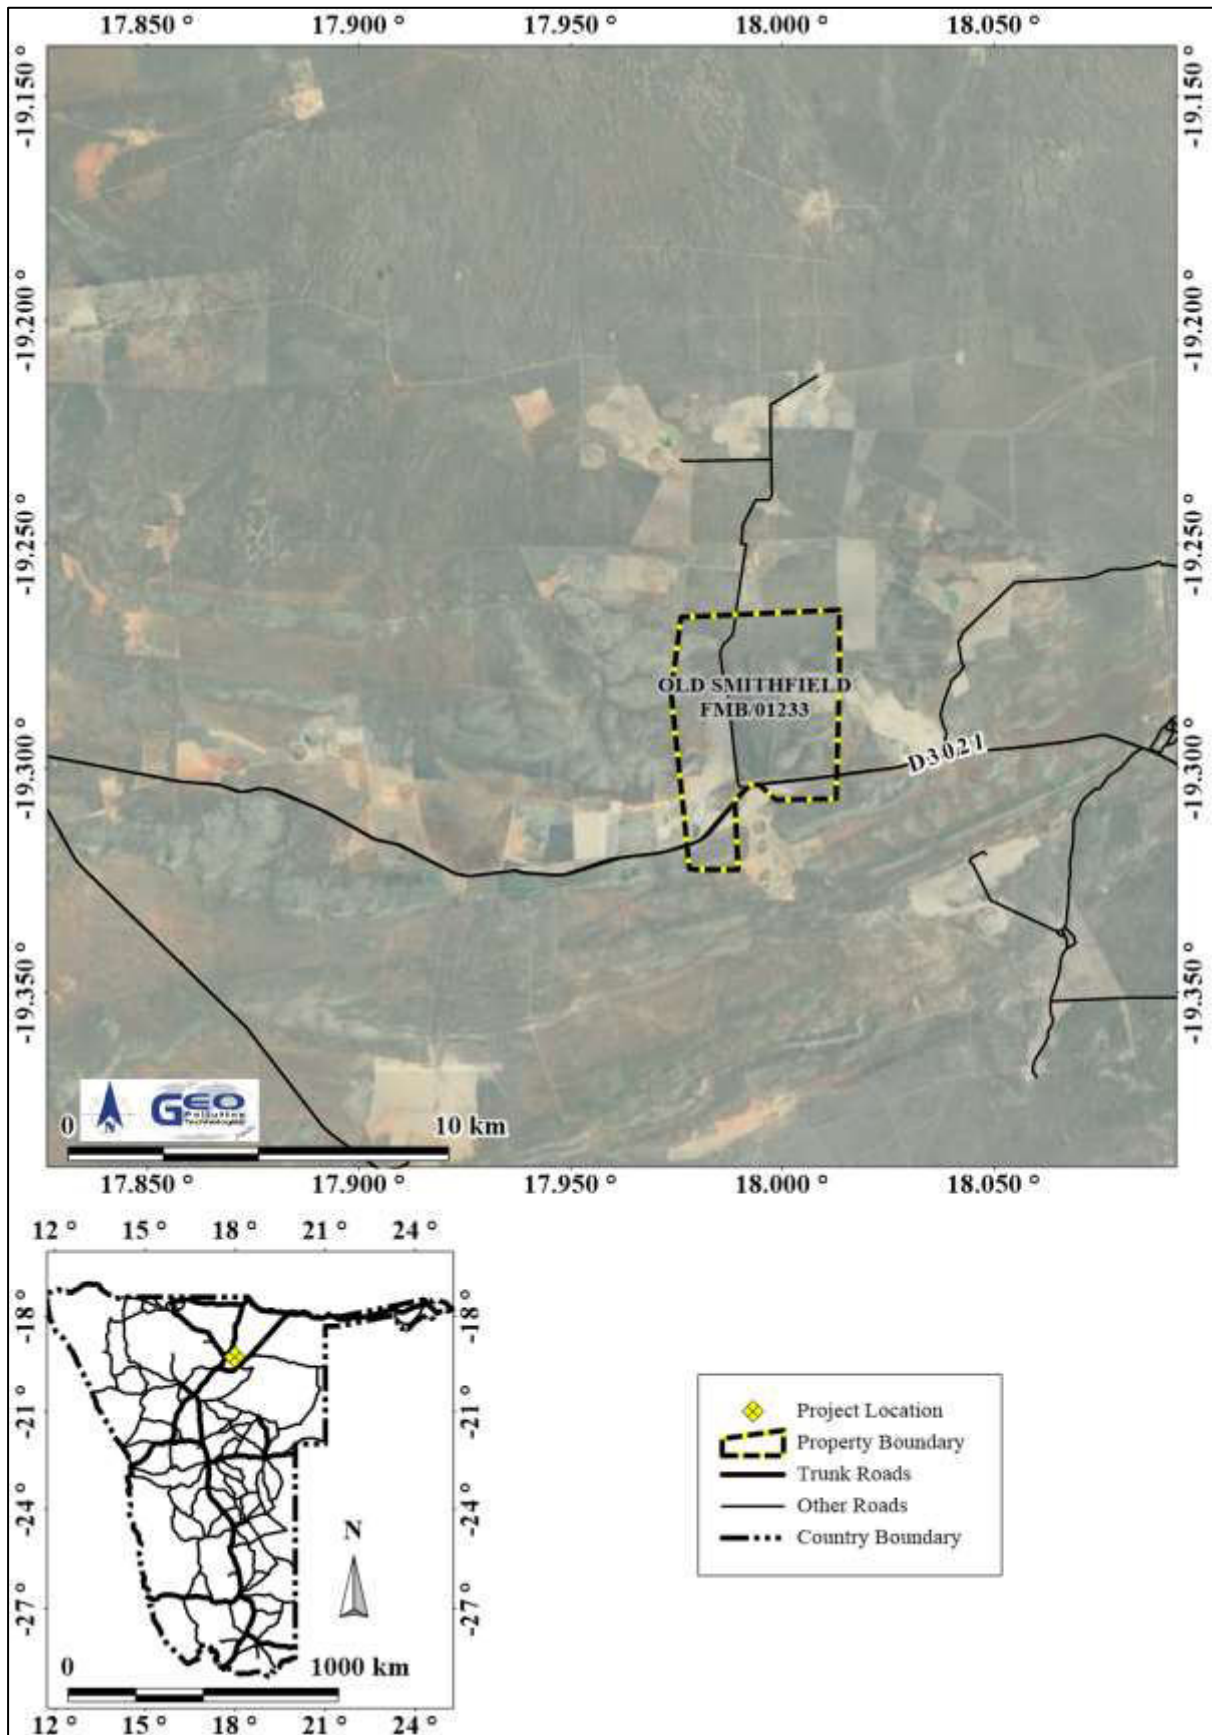 17.850 ° 17.900 ° 17.950 ° 18.000 ° 18.050 °
-19.150 ° -19.150 °
-19.200 ° -19.200 °
-19.250 ° -19.250 °
OLD SMITHFIELD
FMB/01233
D3021
-19.300 ° -19.300 °
-19.350 ° -19.350 °
N GEO
Pollution
Technologies
0 10 km
17.850 ° 17.900 ° 17.950 ° 18.000 ° 18.050 °
12 ° 15 ° 18 ° 21 ° 24 °
-18 ° -18 °
-21 ° -21 °
-24 ° -24 °
-27 ° -27 °
N
0 1000 km
12 ° 15 ° 18 ° 21 ° 24 °
Project Location
Property Boundary
Trunk Roads
Other Roads
Country Boundary